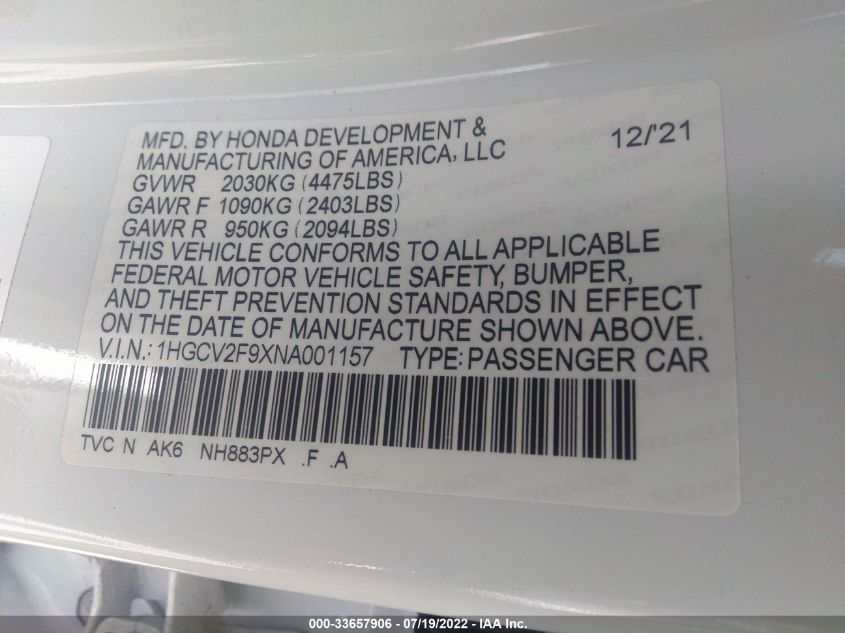 MFD. BY HONDA DEVELOPMENT &
MANUFACTURING OF AMERICA, LLC 12/'21
GVWR 2030KG (4475LBS)
GAWR F 1090KG (2403LBS)
GAWR R 950KG (2094LBS)
THIS VEHICLE CONFORMS TO ALL APPLICABLE
FEDERAL MOTOR VEHICLE SAFETY, BUMPER,
AND THEFT PREVENTION STANDARDS IN EFFECT
ON THE DATE OF MANUFACTURE SHOWN ABOVE.
V.I.N.: 1HGCV2F9XNA001157 TYPE: PASSENGER CAR
TVC N AK6 NH883PX .F .A
000-33657906 - 07/19/2022 - IAA Inc.